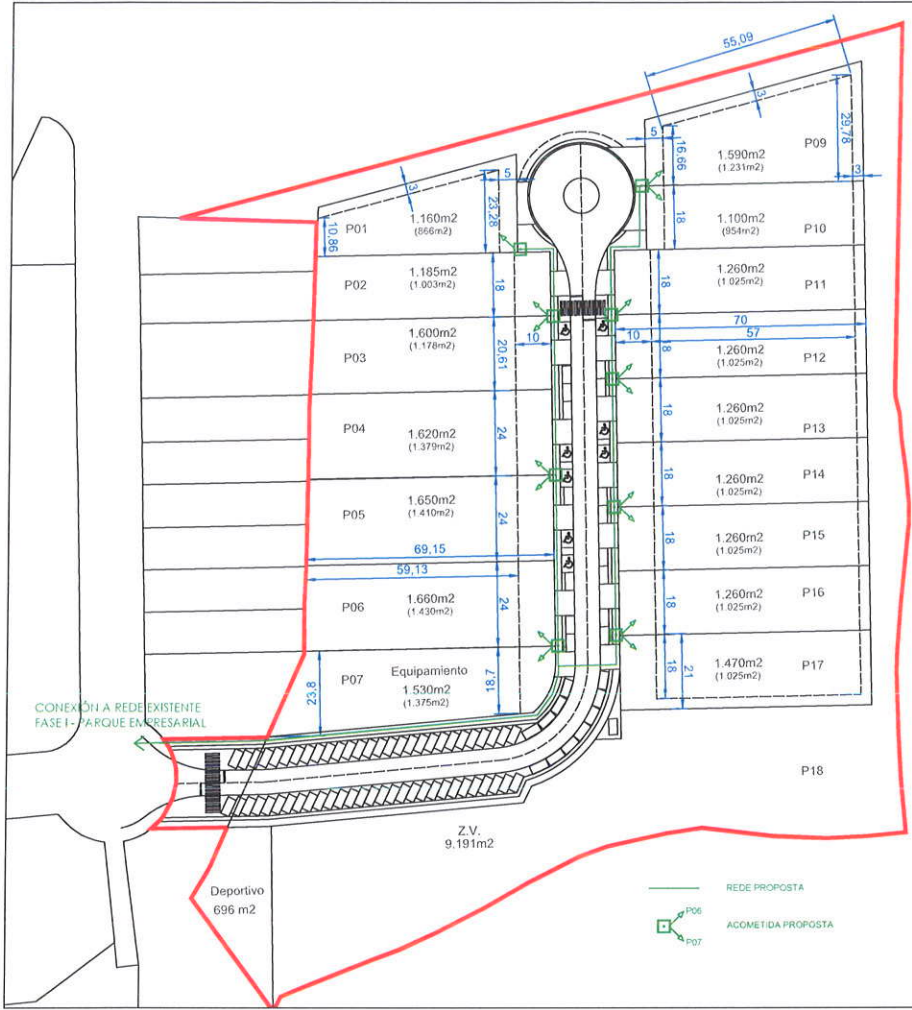 55,09
3
29,78
5
16,66
1.590m2
(1.231m2)
P09
3
5
3
23,28
10,86
P01
1.160m2
(866m2)
18
1.100m2
(954m2)
P10
P02
1.185m2
(1.003m2)
18
18
1.260m2
(1.025m2)
P11
70
10
10
57
P03
1.600m2
(1.178m2)
20,61
18
1.260m2
(1.025m2)
P12
P04
1.620m2
(1.379m2)
24
18
1.260m2
(1.025m2)
P13
18
1.260m2
(1.025m2)
P14
P05
1.650m2
(1.410m2)
24
18
1.260m2
(1.025m2)
P15
69,15
59,13
P06
1.660m2
(1.430m2)
24
18
1.260m2
(1.025m2)
P16
P07
Equipamiento
1.530m2
(1.375m2)
23,8
18,7
18
21
1.470m2
(1.025m2)
P17
CONEXIÓN A REDE EXISTENTE
FASE I - PARQUE EMPRESARIAL
P18
Z.V.
9.191m2
Deportivo
696 m2
REDE PROPOSTA
P06
P07
ACOMETIDA PROPOSTA